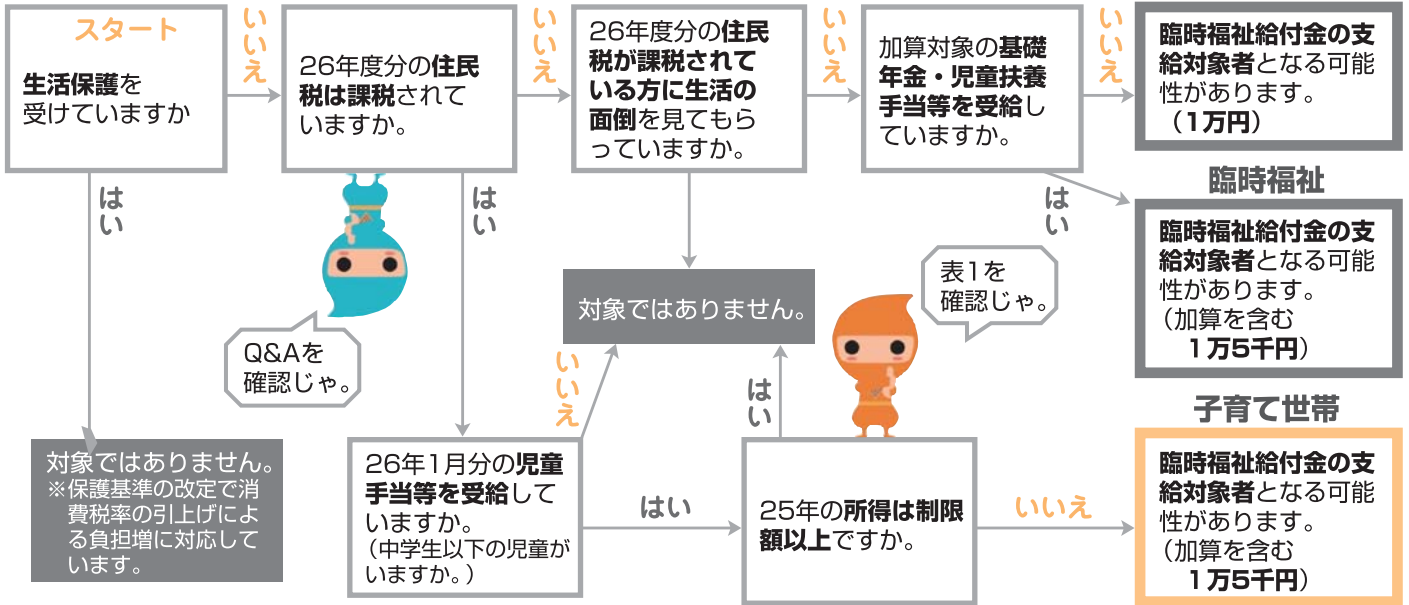 スタート
生活保護を
受けていますか
いいえ
はい
26年度分の住民
税は課税されて
いますか。
いいえ
はい
26年度分の住民
税が課税されて
いる方に生活の
面倒を見てもら
っていますか。
いいえ
加算対象の基礎
年金・児童扶養
手当等を受給し
ていますか。
いいえ
はい
臨時福祉給付金の支
給対象者となる可能
性があります。
（1万円）
臨時福祉
臨時福祉給付金の支
給対象者となる可能
性があります。
（加算を含む
1万5千円）
Q&Aを
確認じゃ。
対象ではありません。
表1を
確認じゃ。
対象ではありません。
※保護基準の改定で消
費税率の引上げによ
る負担増に対応して
います。
26年1月分の児童
手当等を受給して
いますか。
（中学生以下の児童が
いますか。）
いいえ
はい
25年の所得は制限
額以上ですか。
はい
いいえ
子育て世帯
臨時福祉給付金の支
給対象者となる可能
性があります。
（加算を含む
1万5千円）